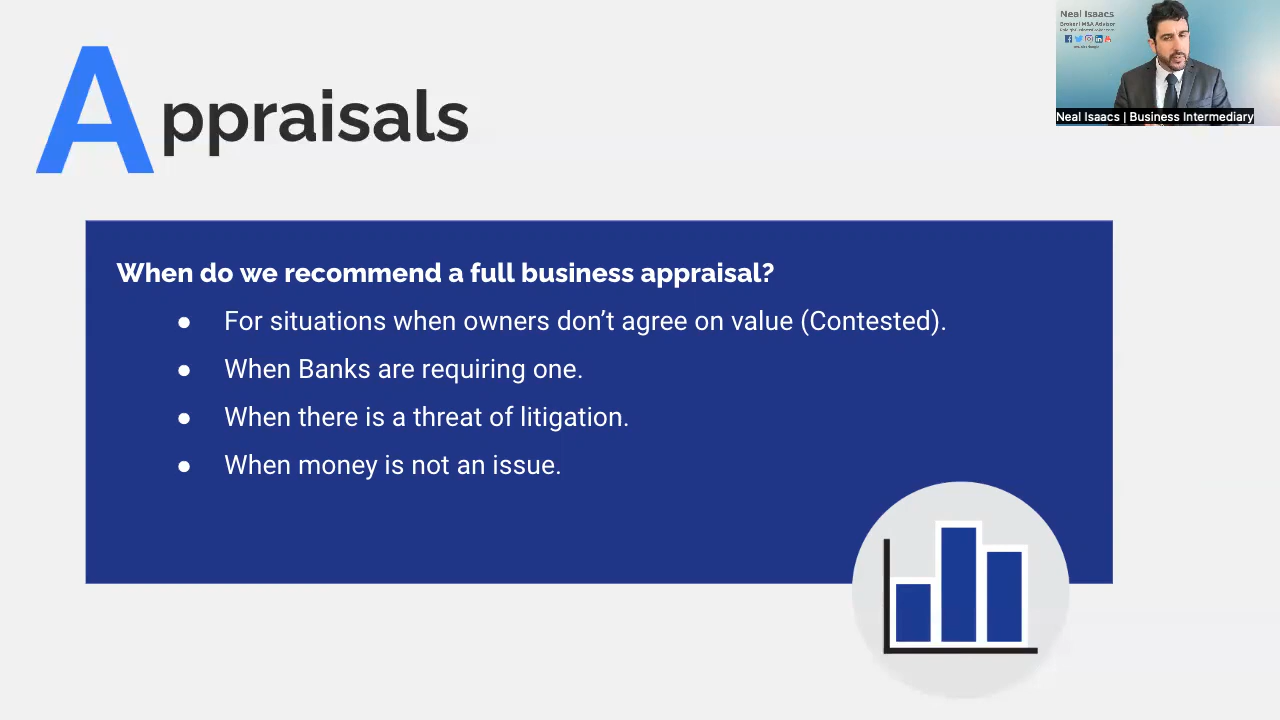 Appraisals
Neal Isaacs
Broker | M&A Advisor
Neal Isaacs | Business Intermediary
When do we recommend a full business appraisal?
● For situations when owners don’t agree on value (Contested).
● When Banks are requiring one.
● When there is a threat of litigation.
● When money is not an issue.